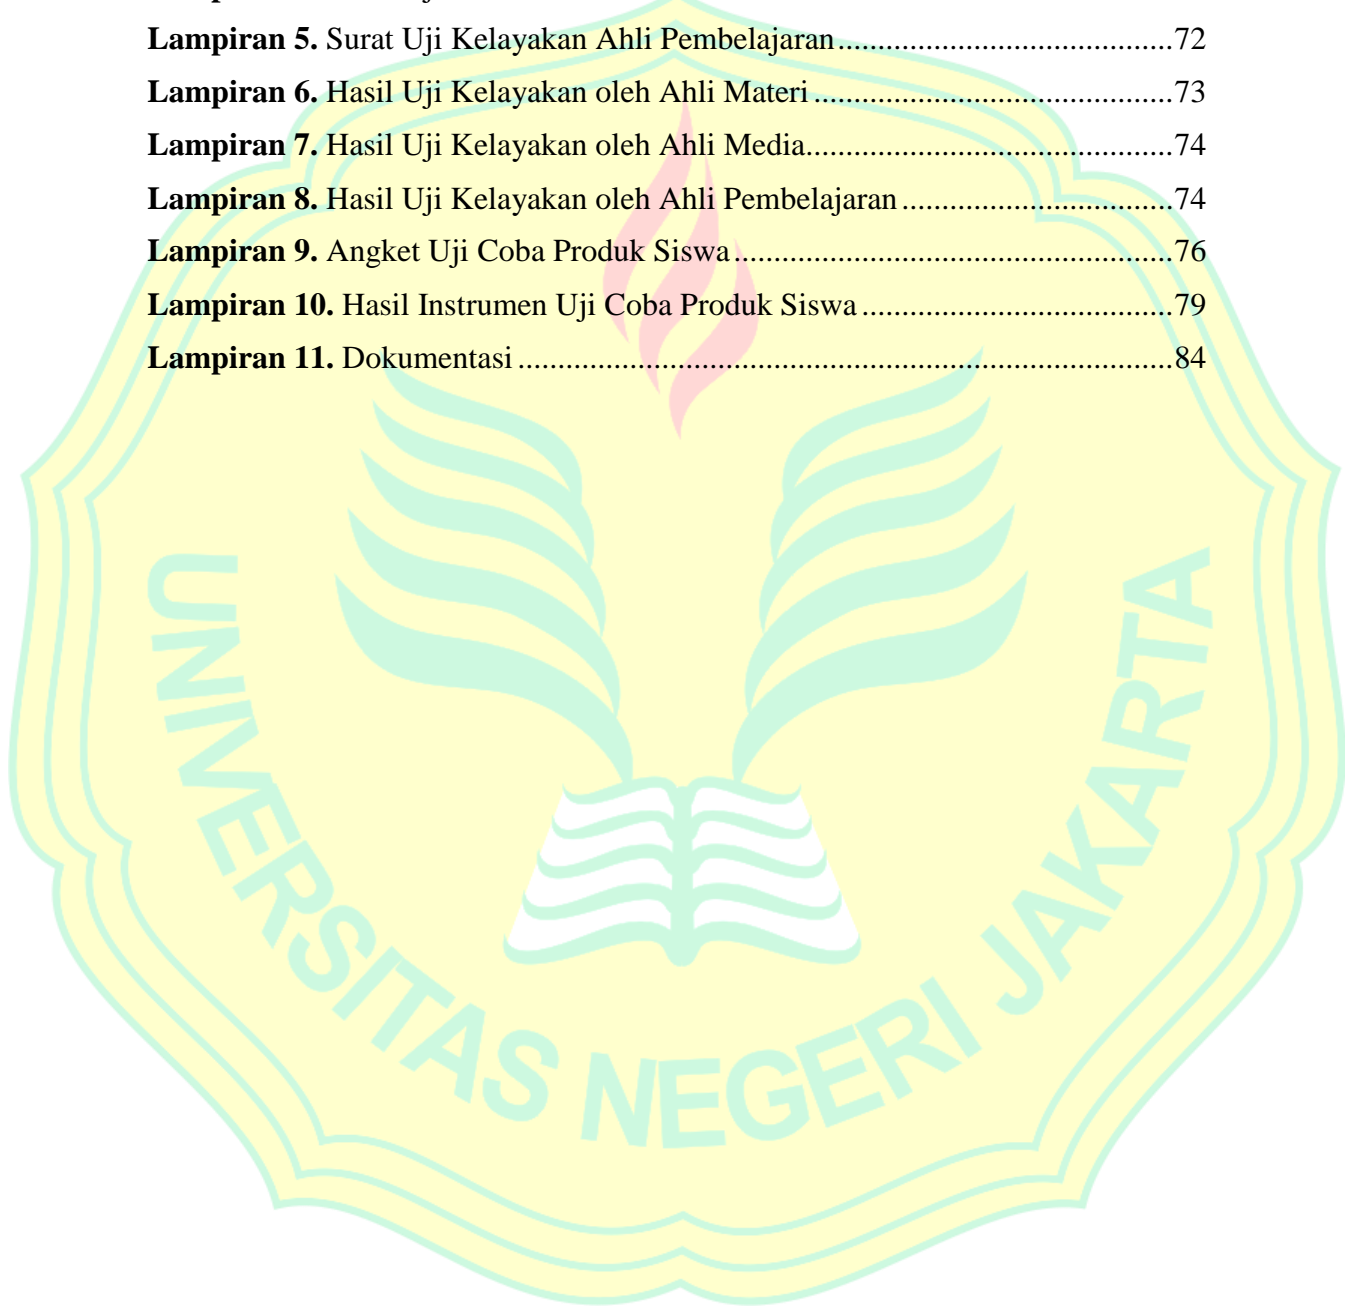 Lampiran 5. Surat Uji Kelayakan Ahli Pembelajaran..........................................72
Lampiran 6. Hasil Uji Kelayakan oleh Ahli Materi.............................................73
Lampiran 7. Hasil Uji Kelayakan oleh Ahli Media..............................................74
Lampiran 8. Hasil Uji Kelayakan oleh Ahli Pembelajaran..................................74
Lampiran 9. Angket Uji Coba Produk Siswa.......................................................76
Lampiran 10. Hasil Instrumen Uji Coba Produk Siswa.......................................79
Lampiran 11. Dokumentasi..................................................................................84
UNIVERSITAS NEGERI JAKARTA